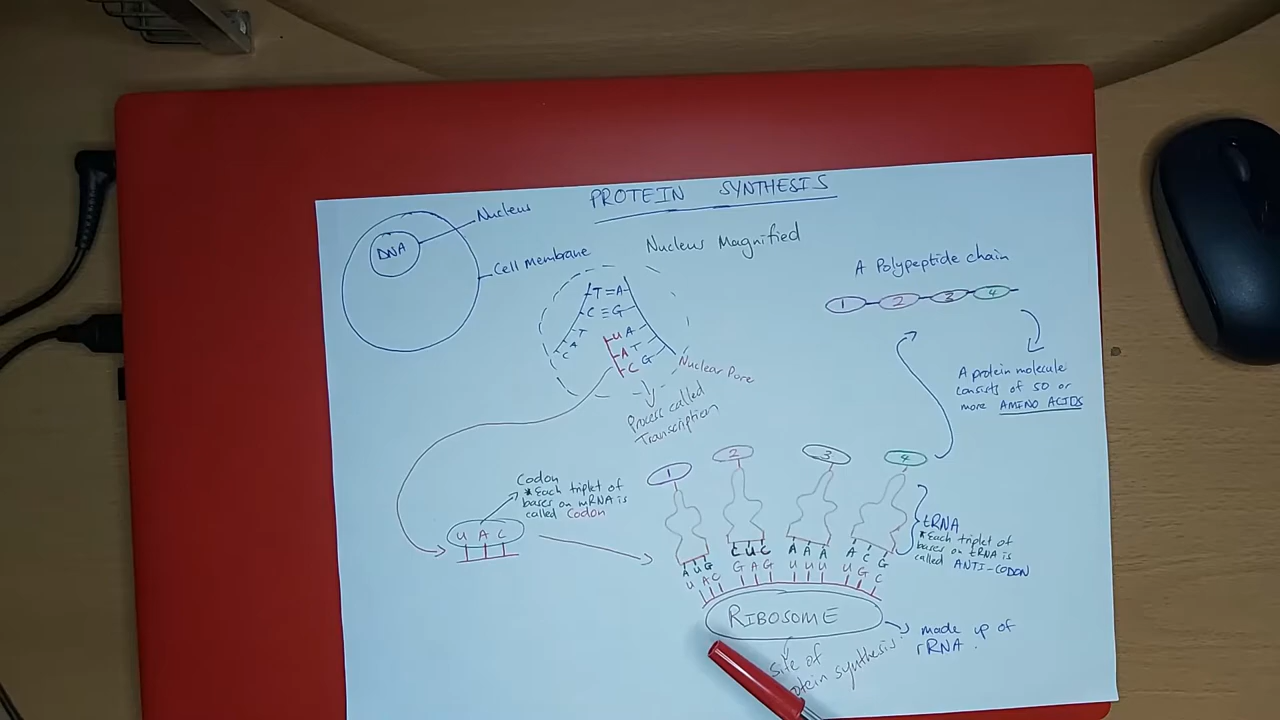 PROTEIN SYNTHESIS
Nucleus
DNA
Cell Membrane
Nucleus Magnified
T = A
C ≡ G
T
A
C
U A
A T
C G
Nuclear Pore
Process called
Transcription
A Polypeptide chain
1 2 3 4
A protein molecule
consists of 50 or
more AMINO ACIDS
Codon
* Each triplet of
bases on mRNA is
called Codon
U A C
1 2 3 4
tRNA
* Each triplet of
bases on tRNA is
called ANTI-CODON
A U G C U C A A A A C G
U A C G A G U U U U G C
RIBOSOME
made up of
rRNA.
site of
otein synthesis.